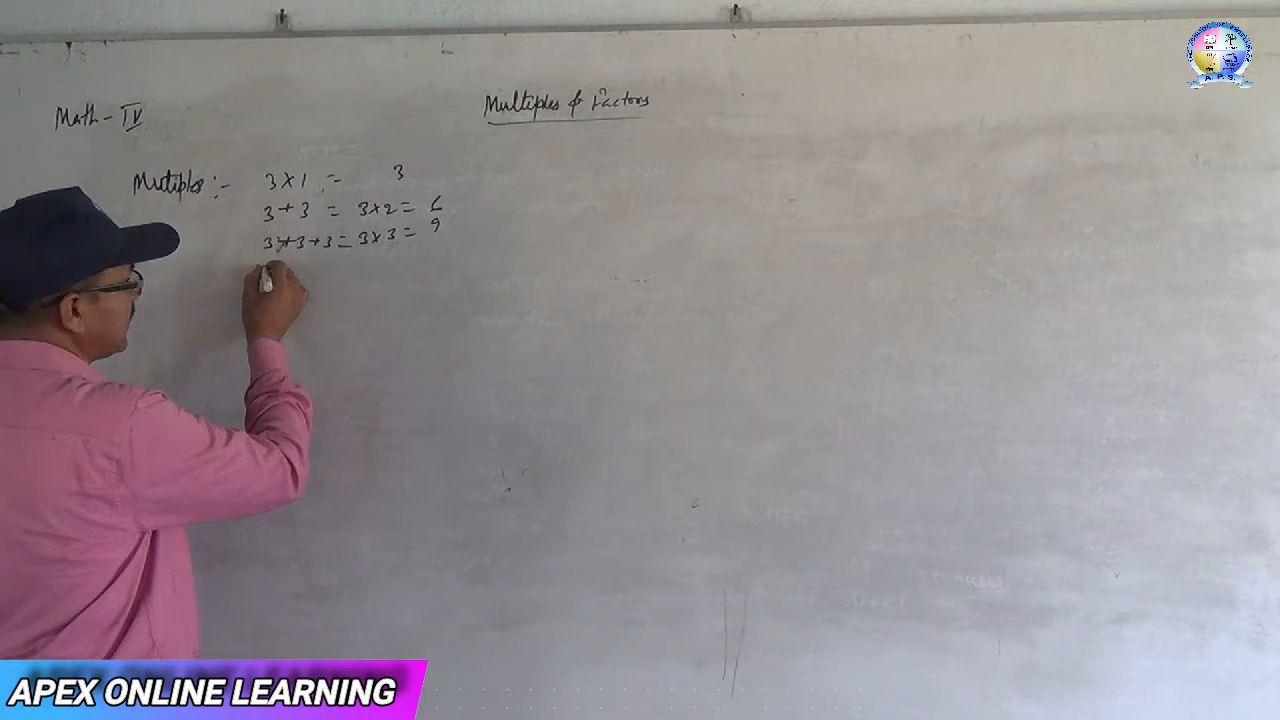 Multiples & Factors
Math - IV
Mutiples :- 3 × 1 = 3
3 + 3 = 3 × 2 = 6
3 + 3 + 3 = 3 × 3 = 9
A.P.S.
APEX ONLINE LEARNING